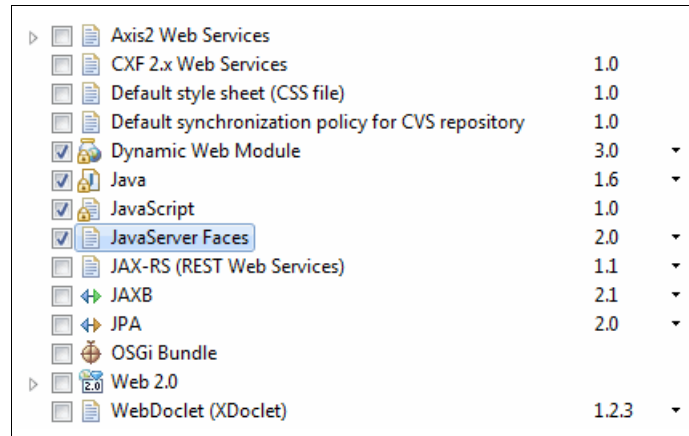 Axis2 Web Services
CXF 2.x Web Services 1.0
Default style sheet (CSS file) 1.0
Default synchronization policy for CVS repository 1.0
Dynamic Web Module 3.0
Java 1.6
JavaScript 1.0
JavaServer Faces 2.0
JAX-RS (REST Web Services) 1.1
JAXB 2.1
JPA 2.0
OSGi Bundle
2.0 Web 2.0
WebDoclet (XDoclet) 1.2.3